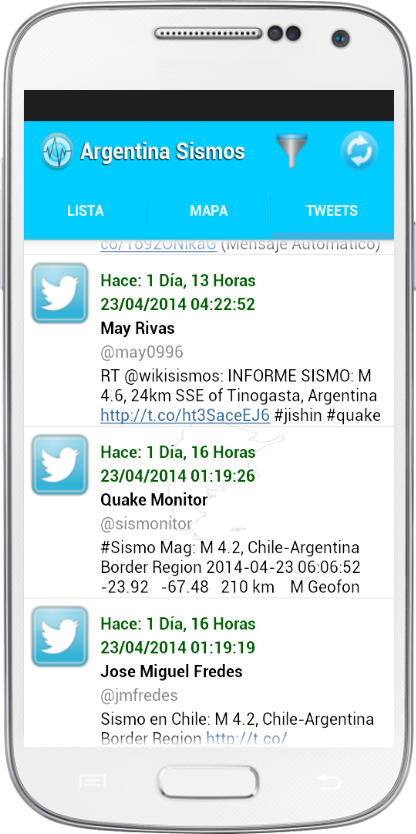 Argentina Sismos
LISTA MAPA TWEETS
co/1o92ONikaG (Mensaje Automatico)
Hace: 1 Día, 13 Horas
23/04/2014 04:22:52
May Rivas
@may0996
RT @wikisismos: INFORME SISMO: M
4.6, 24km SSE of Tinogasta, Argentina
http://t.co/ht3SaceEJ6 #jishin #quake
Hace: 1 Día, 16 Horas
23/04/2014 01:19:26
Quake Monitor
@sismonitor
#Sismo Mag: M 4.2, Chile-Argentina
Border Region 2014-04-23 06:06:52
-23.92 -67.48 210 km M Geofon
Hace: 1 Día, 16 Horas
23/04/2014 01:19:19
Jose Miguel Fredes
@jmfredes
Sismo en Chile: M 4.2, Chile-Argentina
Border Region http://t.co/